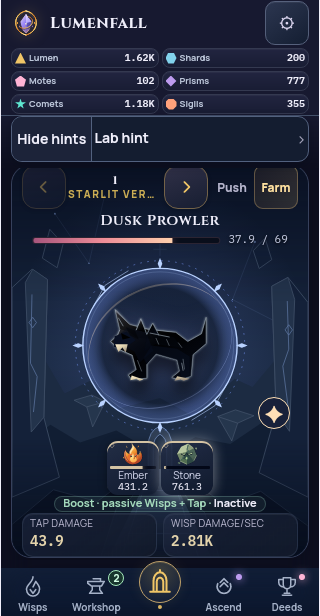 LUMENFALL
Lumen 1.62K
Shards 200
Motes 102
Prisms 777
Comets 1.18K
Sigils 355
Hide hints
Lab hint
1
STARLIT VER…
Push
Farm
DUSK PROWLER
37.9 / 69
Ember
431.2
Stone
761.3
Boost · passive Wisps + Tap · Inactive
TAP DAMAGE
43.9
WISP DAMAGE/SEC
2.81K
Wisps
Workshop
2
Ascend
Deeds